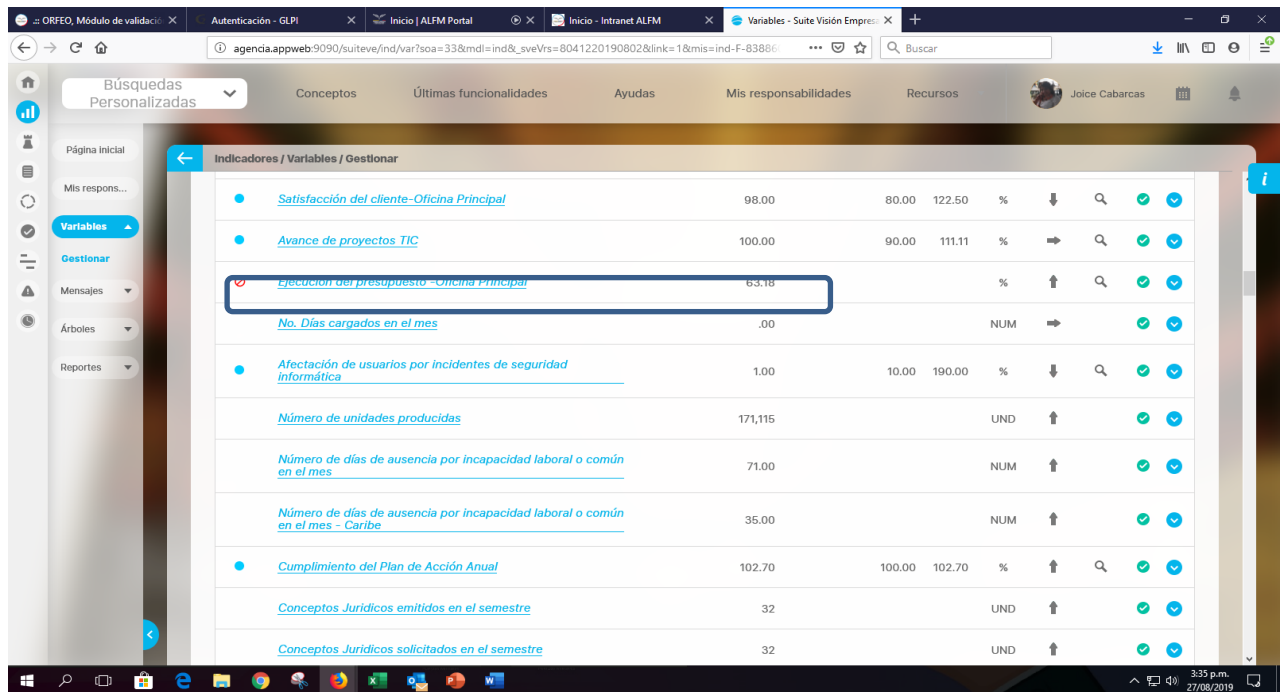 .:: ORFEO, Módulo de validació
Autenticación - GLPI
Inicio | ALFM Portal
Inicio - Intranet ALFM
Variables - Suite Visión Empres
agencia.appweb:9090/suiteve/ind/var?soa=33&mdl=ind&_sveVrs=8041220190802&link=1&mis=ind-F-83886
Buscar
Búsquedas Personalizadas
Conceptos
Últimas funcionalidades
Ayudas
Mis responsabilidades
Recursos
Joice Cabarcas
Página inicial
Mis respons...
Variables
Gestionar
Mensajes
Árboles
Reportes
Indicadores / Variables / Gestionar
i
Satisfacción del cliente-Oficina Principal 98.00 80.00 122.50 %
Avance de proyectos TIC 100.00 90.00 111.11 %
Ejecución del presupuesto -Oficina Principal 63.18 %
No. Días cargados en el mes .00 NUM
Afectación de usuarios por incidentes de seguridad
informática 1.00 10.00 190.00 %
Número de unidades producidas 171,115 UND
Número de días de ausencia por incapacidad laboral o común
en el mes 71.00 NUM
Número de días de ausencia por incapacidad laboral o común
en el mes - Caribe 35.00 NUM
Cumplimiento del Plan de Acción Anual 102.70 100.00 102.70 %
Conceptos Juridicos emitidos en el semestre 32 UND
Conceptos Juridicos solicitados en el semestre 32 UND
3:35 p.m.
27/08/2019